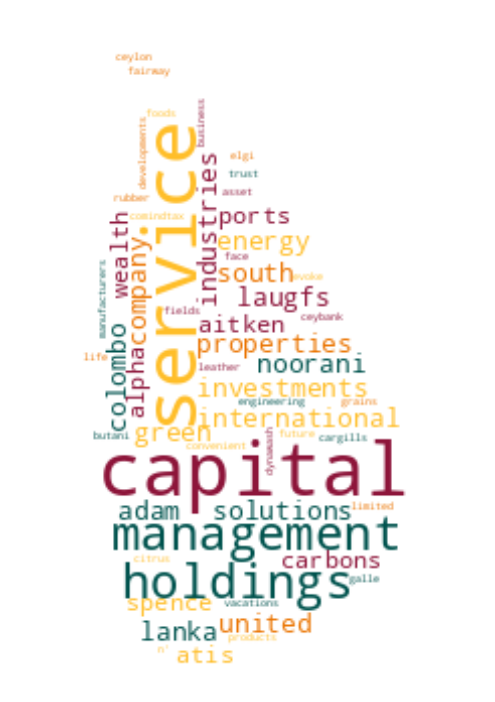 ceylon
fairway
foods
business
developments
service
elgi
trust
industries
asset
rubber
comindtax
ports
wealth
company.
energy
face
south
evoke
manufacturers
laugfs
fields
aitken
ceybank
colombo
alpha
properties
life
leather
noorani
investments
engineering
grains
international
butani
green
future
cargills
convenient
dynawash
capital
adam
solutions
limited
management
carbons
citrus
holdings
galle
spence
vacations
lanka
united
products
n'
atis